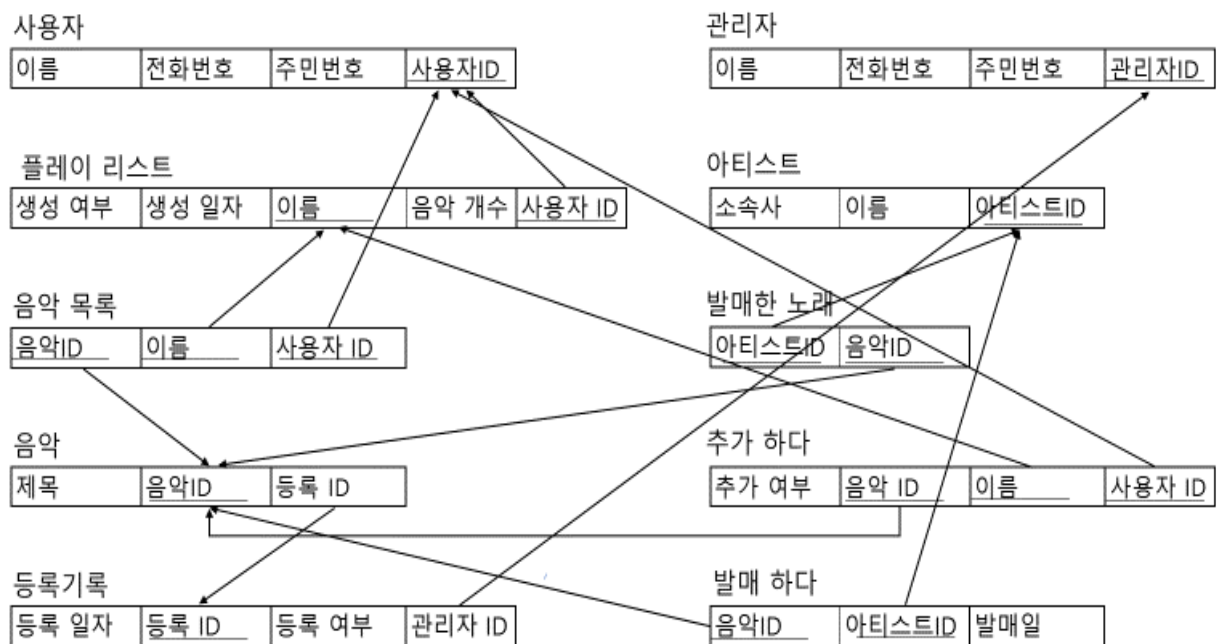 사용자
이름 전화번호 주민번호 사용자ID
관리자
이름 전화번호 주민번호 관리자ID
플레이 리스트
생성 여부 생성 일자 이름 음악 개수 사용자 ID
아티스트
소속사 이름 아티스트ID
음악 목록
음악ID 이름 사용자 ID
발매한 노래
아티스트ID 음악ID
음악
제목 음악ID 등록 ID
추가 하다
추가 여부 음악 ID 이름 사용자 ID
등록기록
등록 일자 등록 ID 등록 여부 관리자 ID
발매 하다
음악ID 아티스트ID 발매일